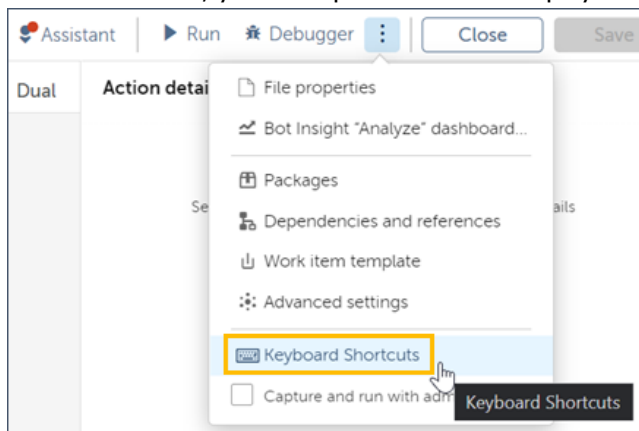 Assistant Run Debugger Close Save
Dual Action detai
File properties
Bot Insight “Analyze” dashboard...
Packages
Se Dependencies and references ails
Work item template
Advanced settings
Keyboard Shortcuts
Capture and run with adm
Keyboard Shortcuts